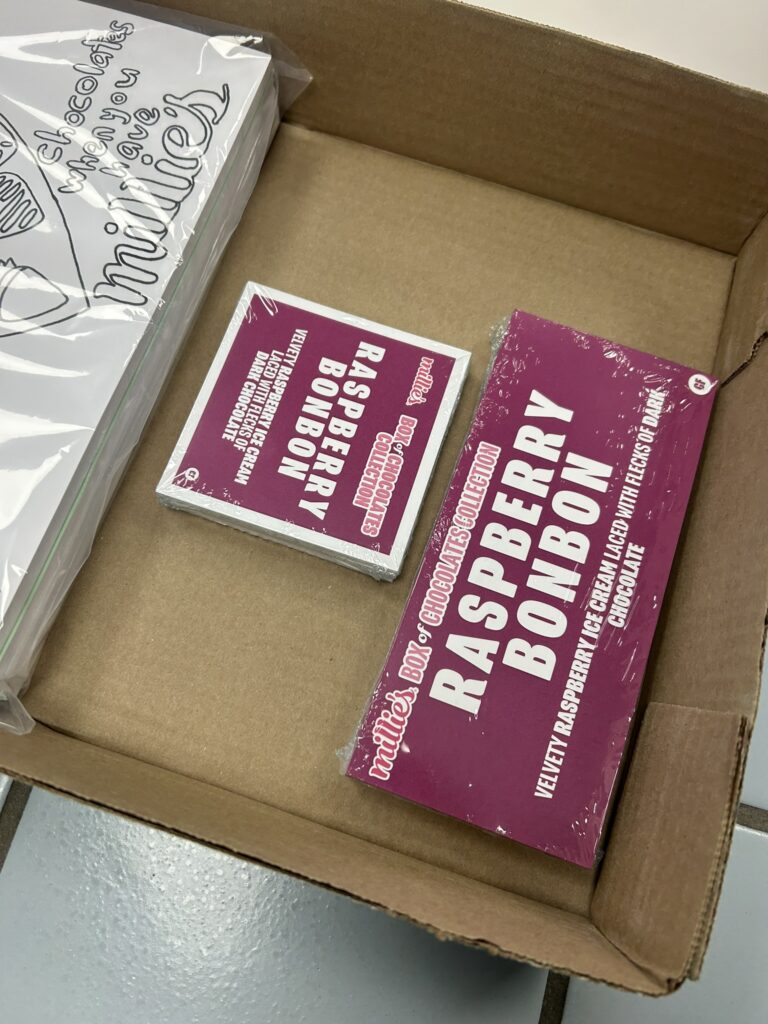 Chocolates
when you
have
millie's
millie's BOX of CHOCOLATES
COLLECTION
RASPBERRY
BONBON
VELVETY RASPBERRY ICE CREAM
LACED WITH FLECKS OF
DARK CHOCOLATE
GF
millie's BOX of CHOCOLATES COLLECTION
RASPBERRY
BONBON
VELVETY RASPBERRY ICE CREAM LACED WITH FLECKS OF DARK
CHOCOLATE
GF